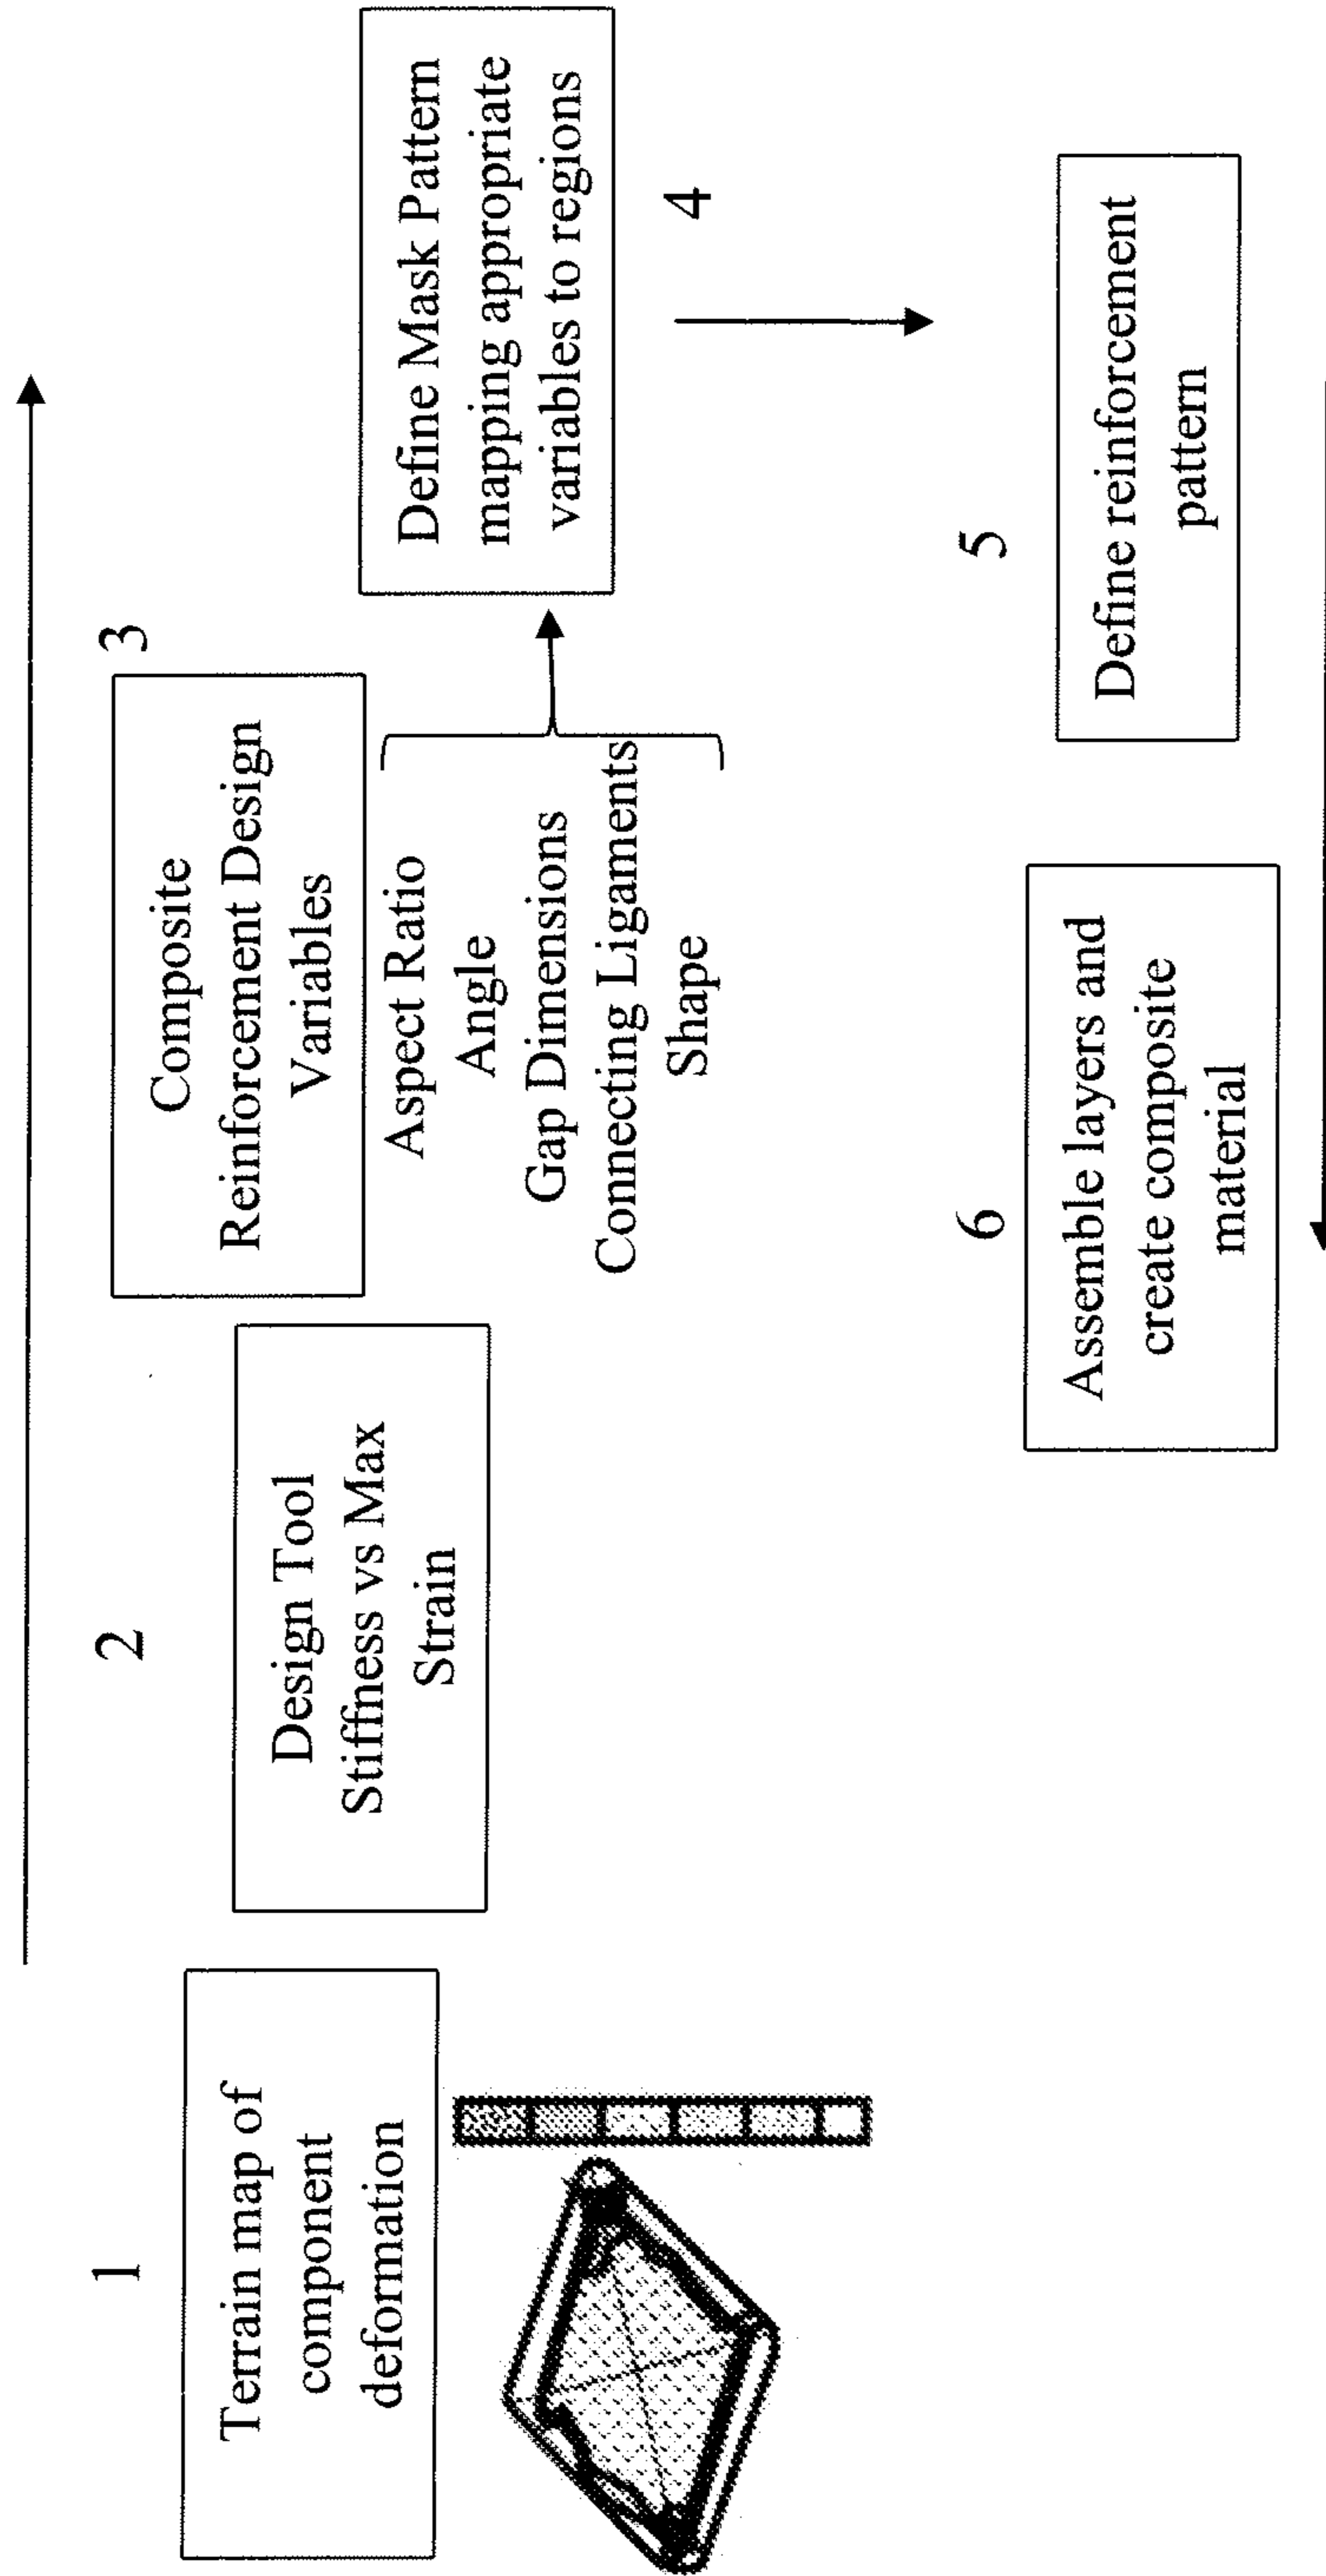 1
Terrain map of
component
deformation
2
Design Tool
Stiffness vs Max
Strain
3
Composite
Reinforcement Design
Variables
Aspect Ratio
Angle
Gap Dimensions
Connecting Ligaments
Shape
Define Mask Pattern
mapping appropriate
variables to regions
4
5
Define reinforcement
pattern
6
Assemble layers and
create composite
material